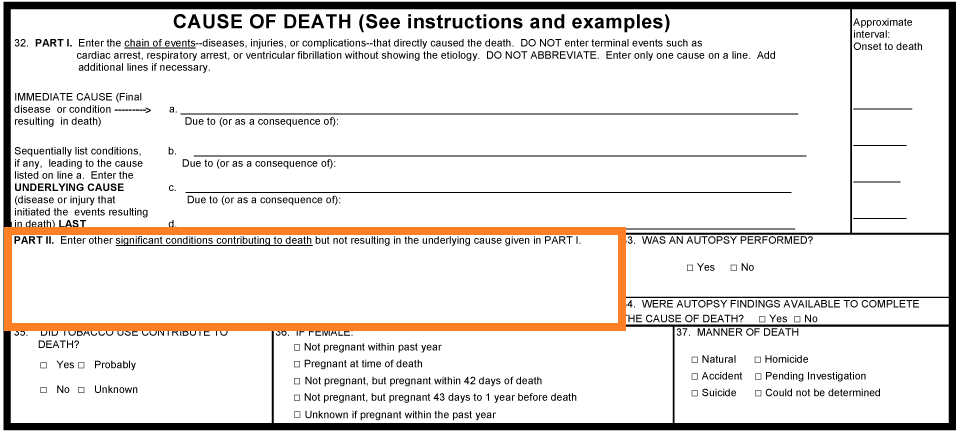 CAUSE OF DEATH (See instructions and examples)
32. PART I. Enter the chain of events--diseases, injuries, or complications--that directly caused the death. DO NOT enter terminal events such as
cardiac arrest, respiratory arrest, or ventricular fibrillation without showing the etiology. DO NOT ABBREVIATE. Enter only one cause on a line. Add
additional lines if necessary.
Approximate
interval:
Onset to death
IMMEDIATE CAUSE (Final
disease or condition ---------> a.
resulting in death)
Due to (or as a consequence of):
Sequentially list conditions, b.
if any, leading to the cause
Due to (or as a consequence of):
listed on line a. Enter the
UNDERLYING CAUSE c.
(disease or injury that
Due to (or as a consequence of):
initiated the events resulting
in death) LAST d.
PART II. Enter other significant conditions contributing to death but not resulting in the underlying cause given in PART I.
33. WAS AN AUTOPSY PERFORMED?
□ Yes □ No
34. WERE AUTOPSY FINDINGS AVAILABLE TO COMPLETE
THE CAUSE OF DEATH? □ Yes □ No
35. DID TOBACCO USE CONTRIBUTE TO
DEATH?
□ Yes □ Probably
□ No □ Unknown
36. IF FEMALE:
□ Not pregnant within past year
□ Pregnant at time of death
□ Not pregnant, but pregnant within 42 days of death
□ Not pregnant, but pregnant 43 days to 1 year before death
□ Unknown if pregnant within the past year
37. MANNER OF DEATH
□ Natural □ Homicide
□ Accident □ Pending Investigation
□ Suicide □ Could not be determined